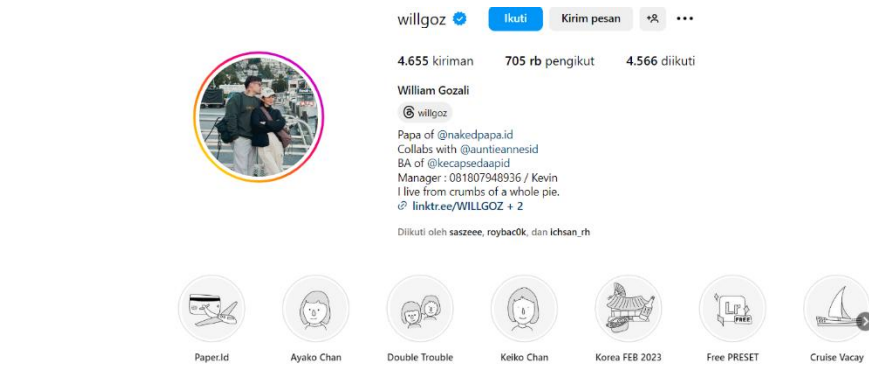 willgoz Ikuti Kirim pesan
4.655 kiriman 705 rb pengikut 4.566 diikuti
William Gozali
willgoz
Papa of @nakedpapa.id
Collabs with @auntieannesid
BA of @kecapsedaapid
Manager : 081807948936 / Kevin
I live from crumbs of a whole pie.
linktr.ee/WILLGOZ + 2
Diikuti oleh saszeee, roybac0k, dan ichsan_rh
Lr
FREE
Paper.Id Ayako Chan Double Trouble Keiko Chan Korea FEB 2023 Free PRESET Cruise Vacay